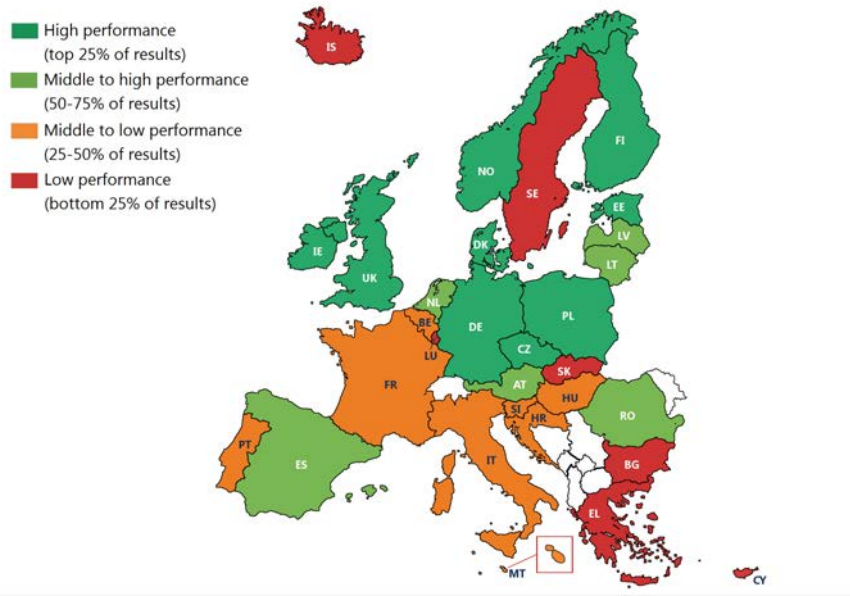 High performance
(top 25% of results)
Middle to high performance
(50-75% of results)
Middle to low performance
(25-50% of results)
Low performance
(bottom 25% of results)
IS
FI
NO
SE
EE
LV
DK
IE
LT
UK
NL
PL
BE
DE
CZ
LU
SK
FR
AT
HU
SI
HR
RO
PT
IT
ES
BG
EL
MT
CY